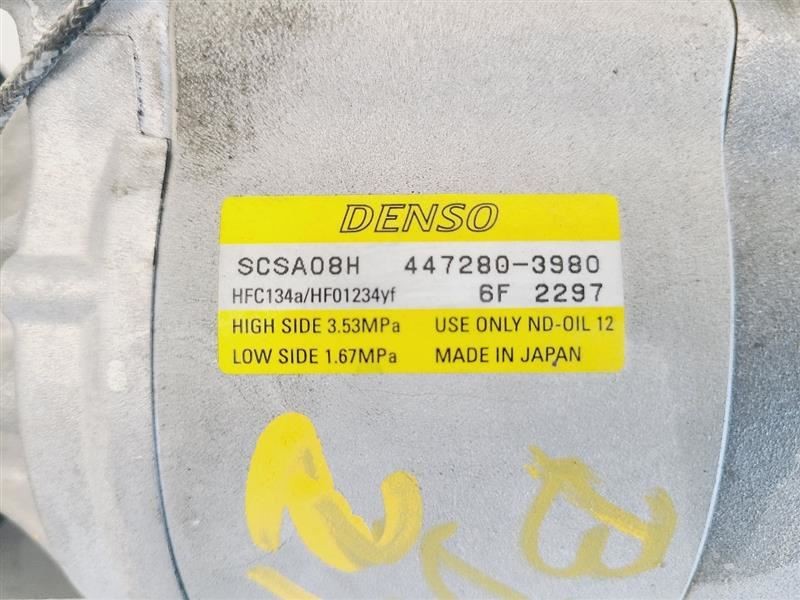 DENSO
SCSA08H 447280-3980
HFC134a/HFO1234yf 6F 2297
HIGH SIDE 3.53MPa USE ONLY ND-OIL 12
LOW SIDE 1.67MPa MADE IN JAPAN